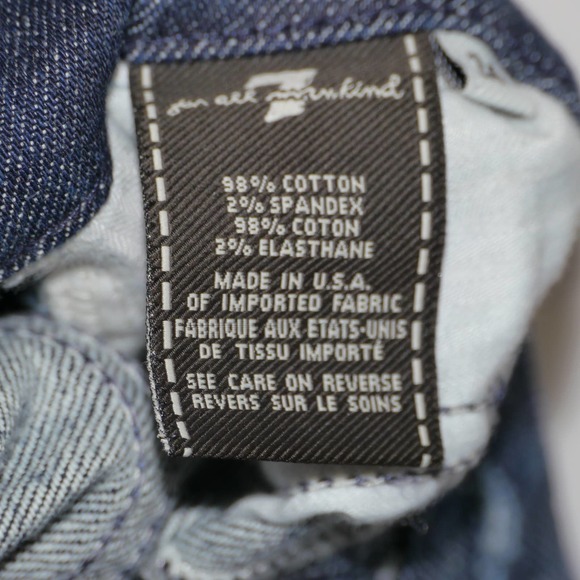 7
for all mankind
98% COTTON
2% SPANDEX
98% COTON
2% ELASTHANE
MADE IN U.S.A.
OF IMPORTED FABRIC
FABRIQUE AUX ETATS-UNIS
DE TISSU IMPORTÉ
SEE CARE ON REVERSE
REVERS SUR LE SOINS